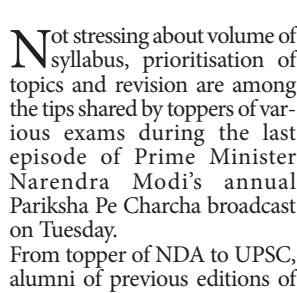 Not stressing about volume of
syllabus, prioritisation of
topics and revision are among
the tips shared by toppers of var-
ious exams during the last
episode of Prime Minister
Narendra Modi's annual
Pariksha Pe Charcha broadcast
on Tuesday.
From topper of NDA to UPSC,
alumni of previous editions of